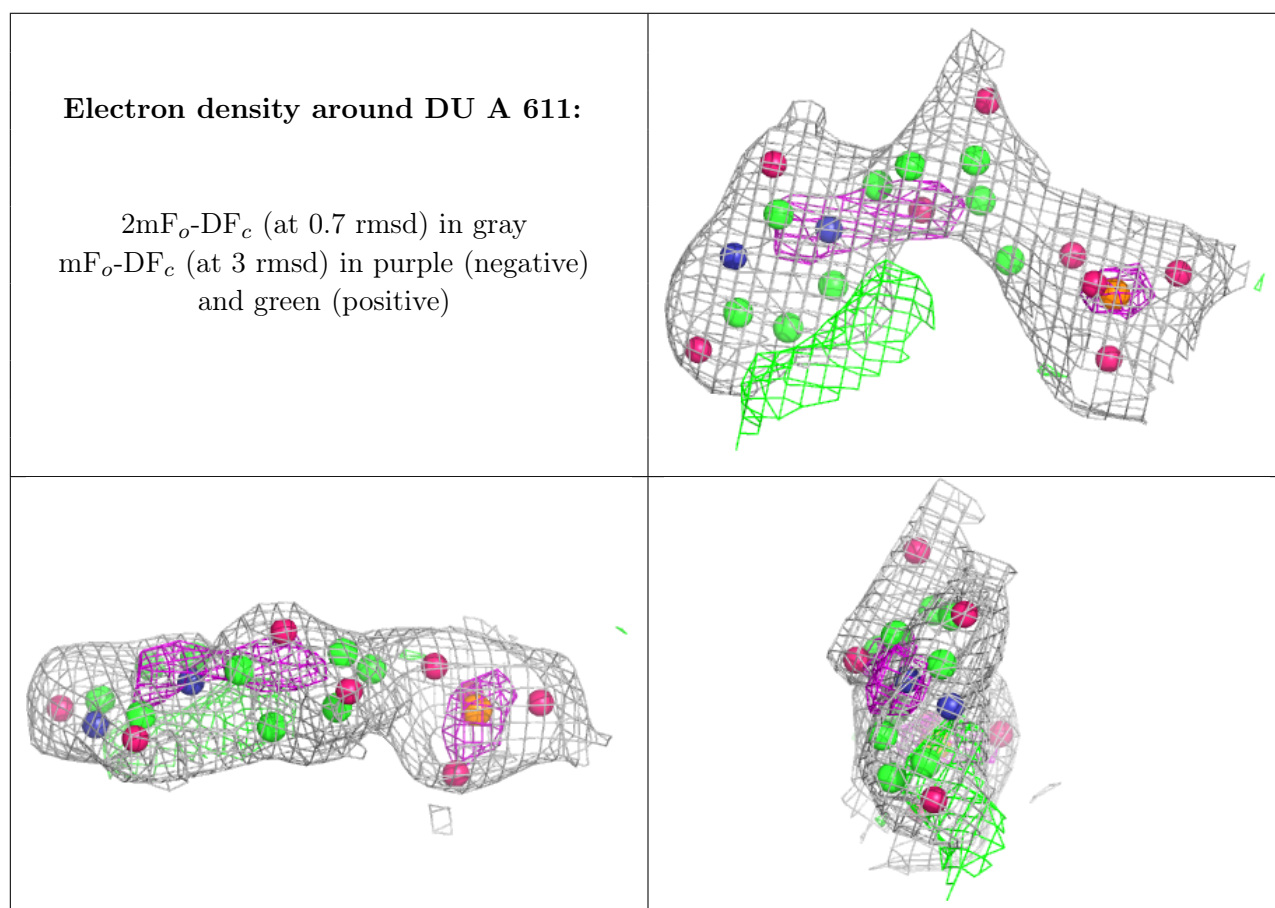 Electron density around DU A 611:
2mFo-DFc (at 0.7 rmsd) in gray
mFo-DFc (at 3 rmsd) in purple (negative)
and green (positive)